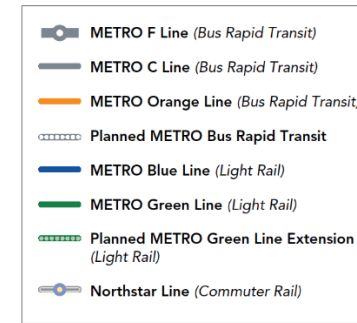 METRO F Line (Bus Rapid Transit)
METRO C Line (Bus Rapid Transit)
METRO Orange Line (Bus Rapid Transit)
Planned METRO Bus Rapid Transit
METRO Blue Line (Light Rail)
METRO Green Line (Light Rail)
Planned METRO Green Line Extension
(Light Rail)
Northstar Line (Commuter Rail)